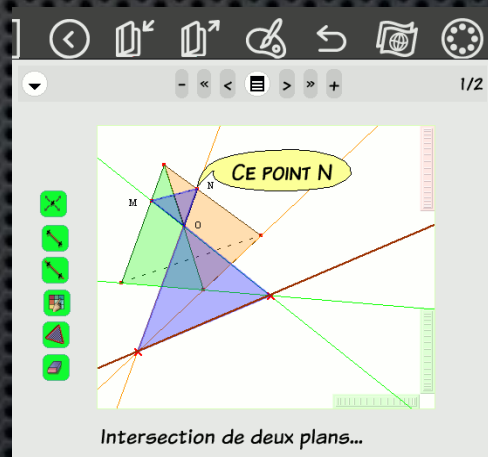 - « < > » +
1/2
CE POINT N
N
M
O
Intersection de deux plans...